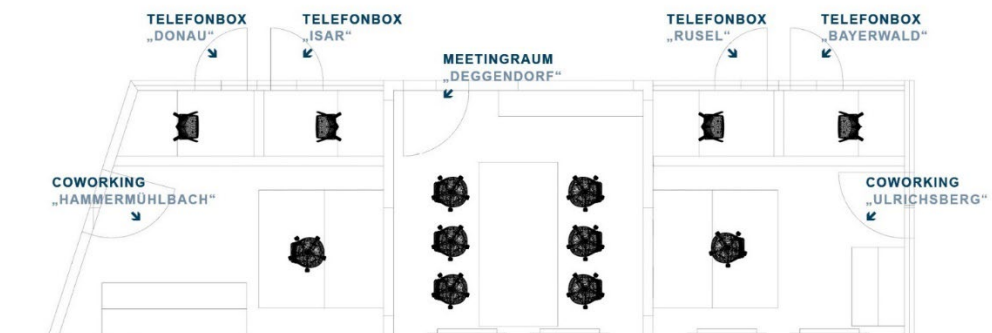 TELEFONBOX
„DONAU“
TELEFONBOX
„ISAR“
MEETINGRAUM
„DEGGENDORF“
TELEFONBOX
„RUSEL“
TELEFONBOX
„BAYERWALD“
COWORKING
„HAMMERMÜHLBACH“
COWORKING
„ULRICHSBERG“